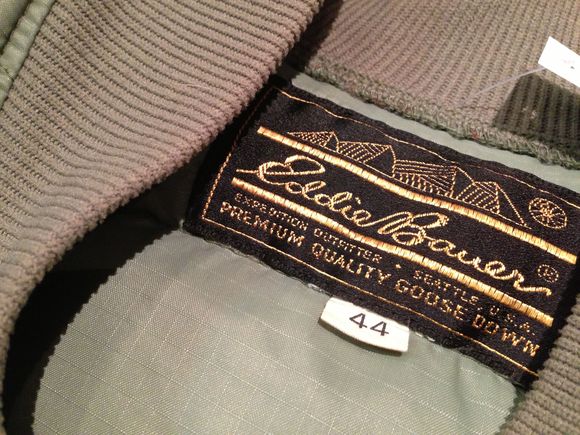 Eddie Bauer ®
EXPEDITION OUTFITTER • SEATTLE, U.S.A.
PREMIUM QUALITY GOOSE DOWN
44